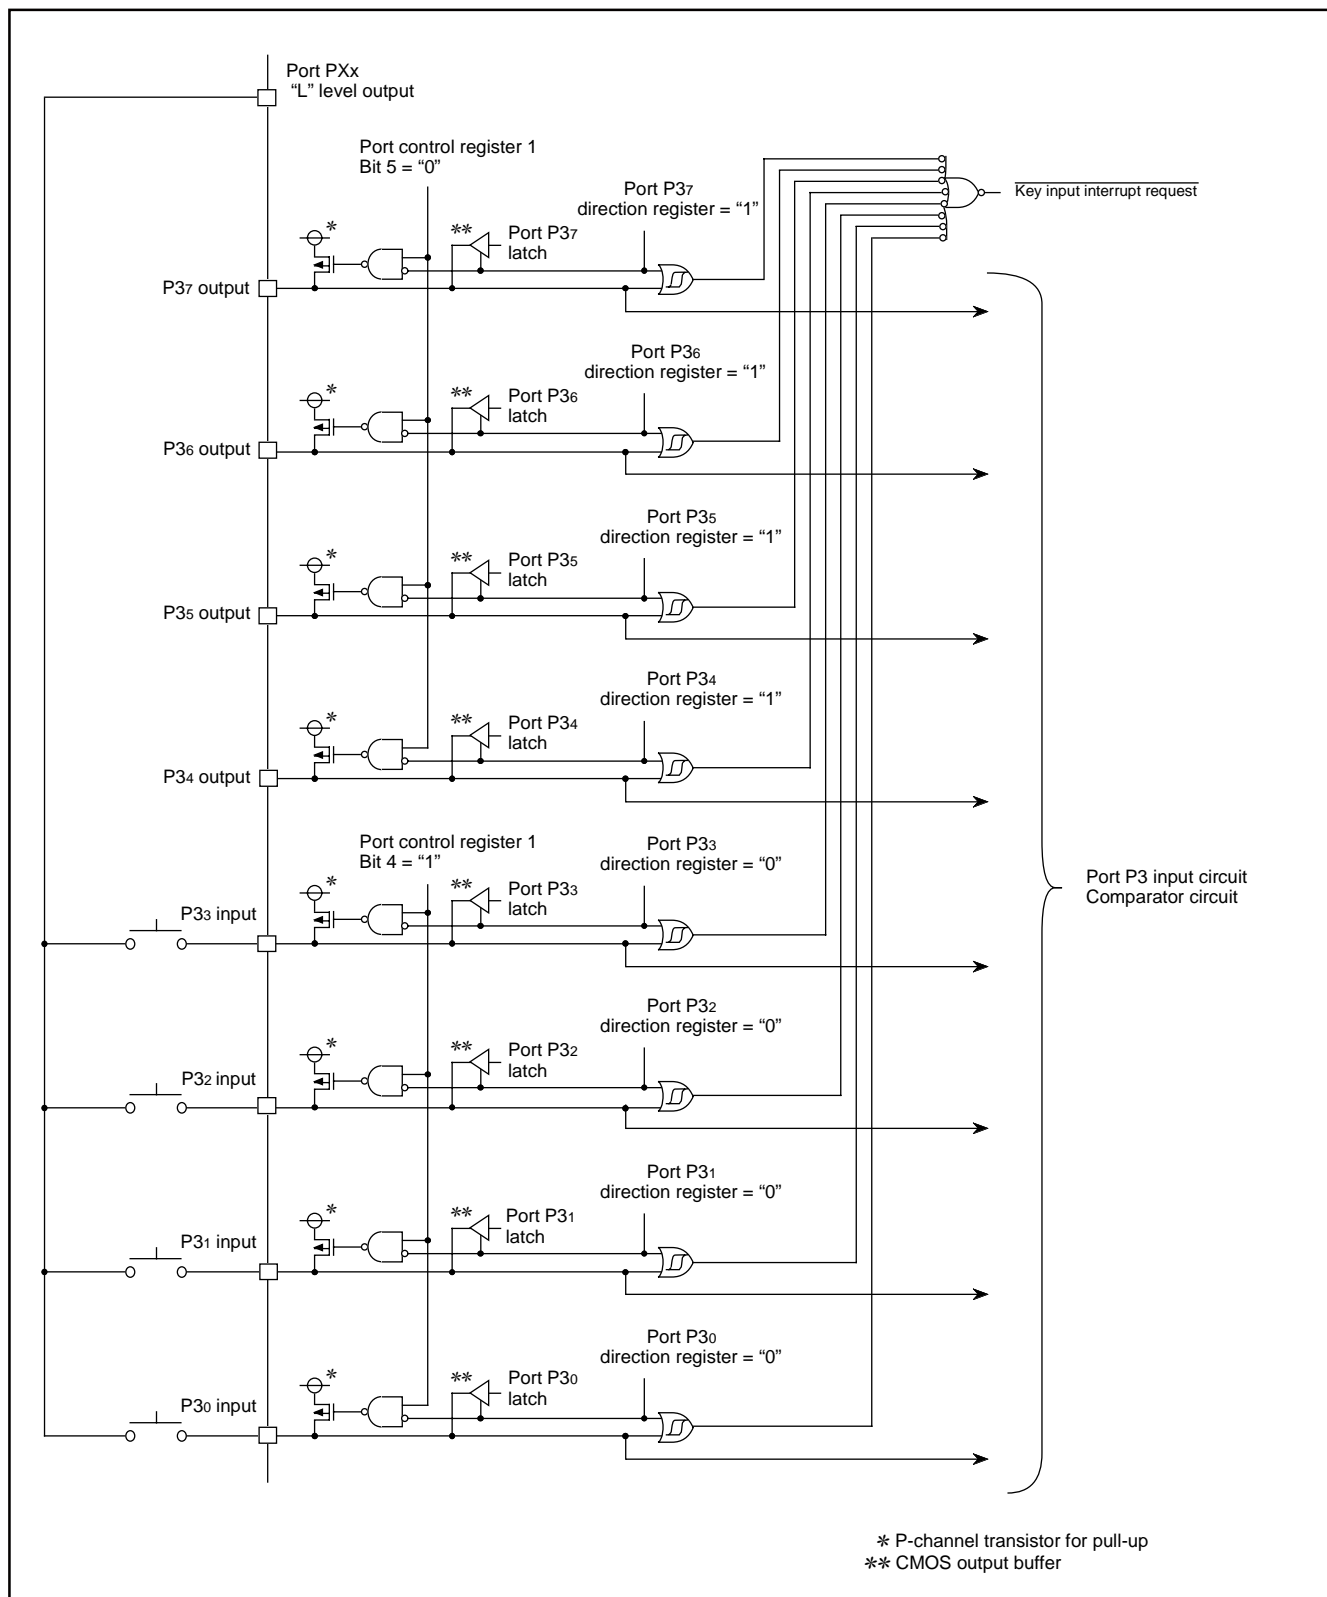 Port PXx
“L” level output
Port control register 1
Bit 5 = “0”
Port P37
direction register = “1”
Key input interrupt request
*
**
Port P37
latch
P37 output
Port P36
direction register = “1”
*
**
Port P36
latch
P36 output
Port P35
direction register = “1”
*
**
Port P35
latch
P35 output
Port P34
direction register = “1”
*
**
Port P34
latch
P34 output
Port control register 1
Bit 4 = “1”
Port P33
direction register = “0”
*
**
Port P33
latch
P33 input
Port P3 input circuit
Comparator circuit
Port P32
direction register = “0”
*
**
Port P32
latch
P32 input
Port P31
direction register = “0”
*
**
Port P31
latch
P31 input
Port P30
direction register = “0”
*
**
Port P30
latch
P30 input
* P-channel transistor for pull-up
** CMOS output buffer